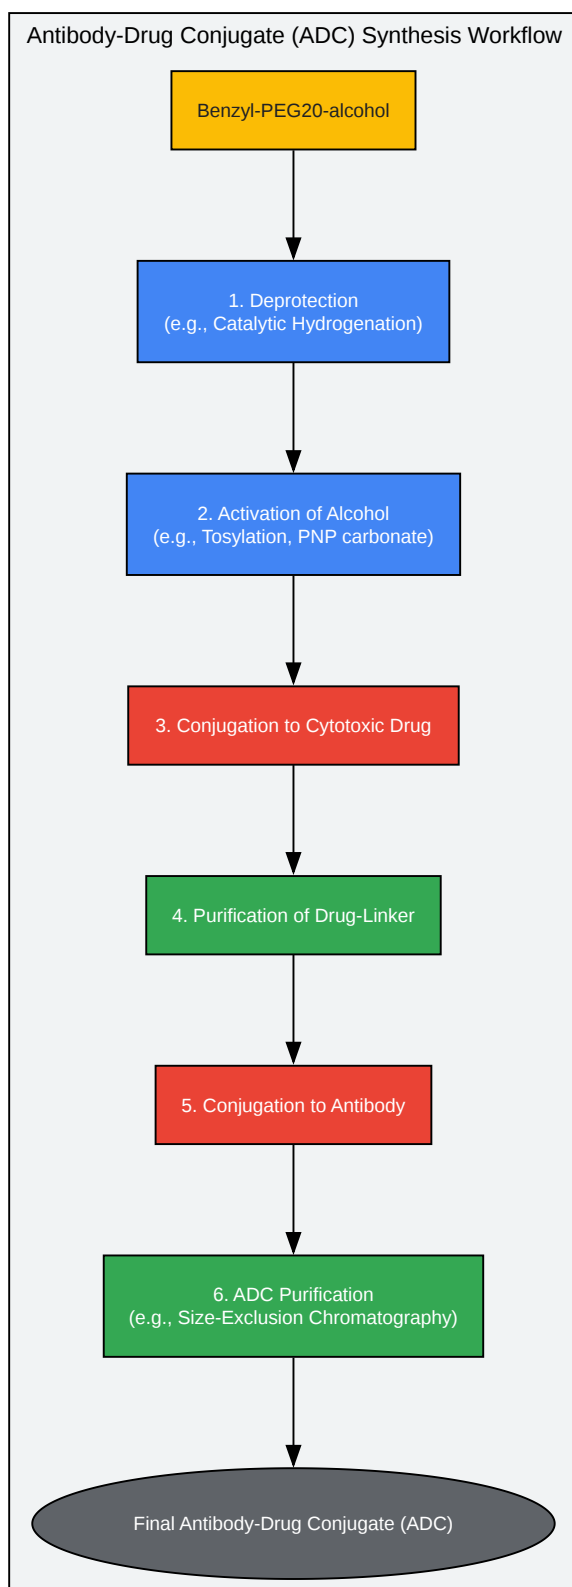 Antibody-Drug Conjugate (ADC) Synthesis Workflow
Benzyl-PEG20-alcohol
1. Deprotection
(e.g., Catalytic Hydrogenation)
2. Activation of Alcohol
(e.g., Tosylation, PNP carbonate)
3. Conjugation to Cytotoxic Drug
4. Purification of Drug-Linker
5. Conjugation to Antibody
6. ADC Purification
(e.g., Size-Exclusion Chromatography)
Final Antibody-Drug Conjugate (ADC)